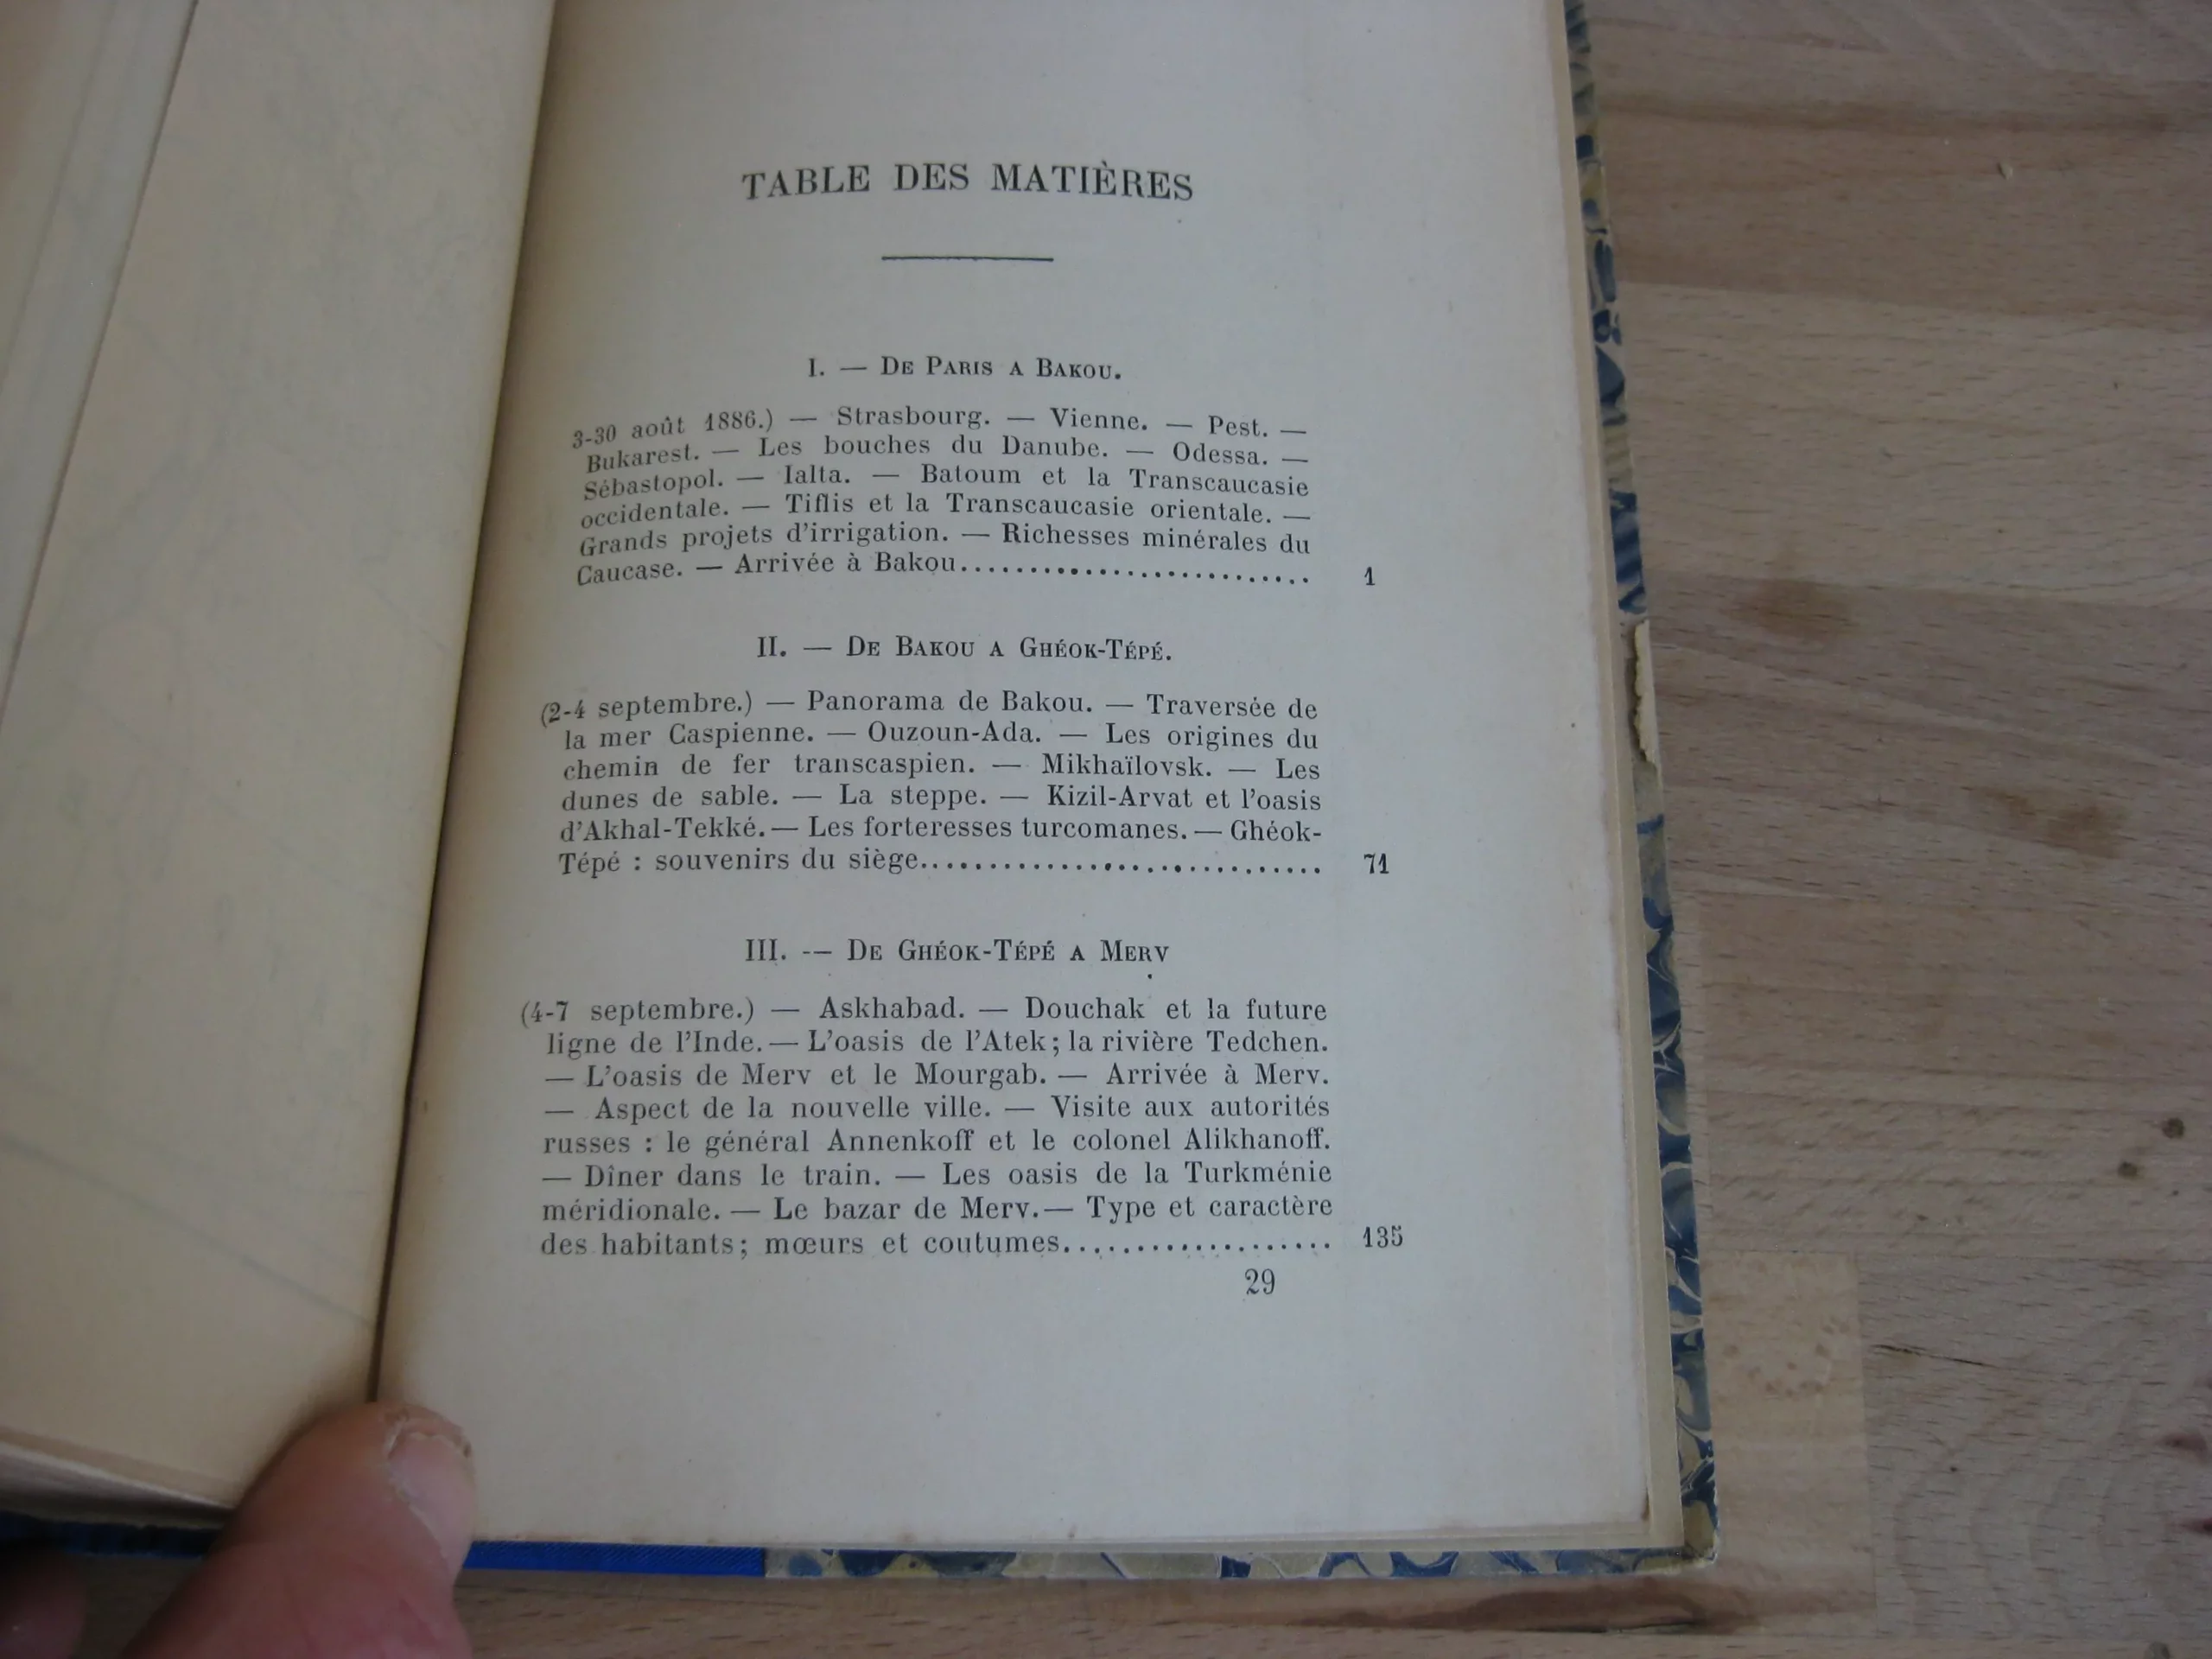 TABLE DES MATIÈRES
I. — DE PARIS A BAKOU.
3-30 août 1886.) — Strasbourg. — Vienne. — Pest. —
Bukarest. — Les bouches du Danube. — Odessa. —
Sébastopol. — Ialta. — Batoum et la Transcaucasie
occidentale. — Tiflis et la Transcaucasie orientale. —
Grands projets d'irrigation. — Richesses minérales du
Caucase. — Arrivée à Bakou........................... 1
II. — DE BAKOU A GHÉOK-TÉPÉ.
(2-4 septembre.) — Panorama de Bakou. — Traversée de
la mer Caspienne. — Ouzoun-Ada. — Les origines du
chemin de fer transcaspien. — Mikhaïlovsk. — Les
dunes de sable. — La steppe. — Kizil-Arvat et l'oasis
d'Akhal-Tekké. — Les forteresses turcomanes. — Ghéok-
Tépé : souvenirs du siège.............................. 71
III. -- DE GHÉOK-TÉPÉ A MERV
(4-7 septembre.) — Askhabad. — Douchak et la future
ligne de l'Inde. — L'oasis de l'Atek; la rivière Tedchen.
— L'oasis de Merv et le Mourgab. — Arrivée à Merv.
— Aspect de la nouvelle ville. — Visite aux autorités
russes : le général Annenkoff et le colonel Alikhanoff.
— Dîner dans le train. — Les oasis de la Turkménie
méridionale. — Le bazar de Merv. — Type et caractère
des habitants; mœurs et coutumes.................... 135
29